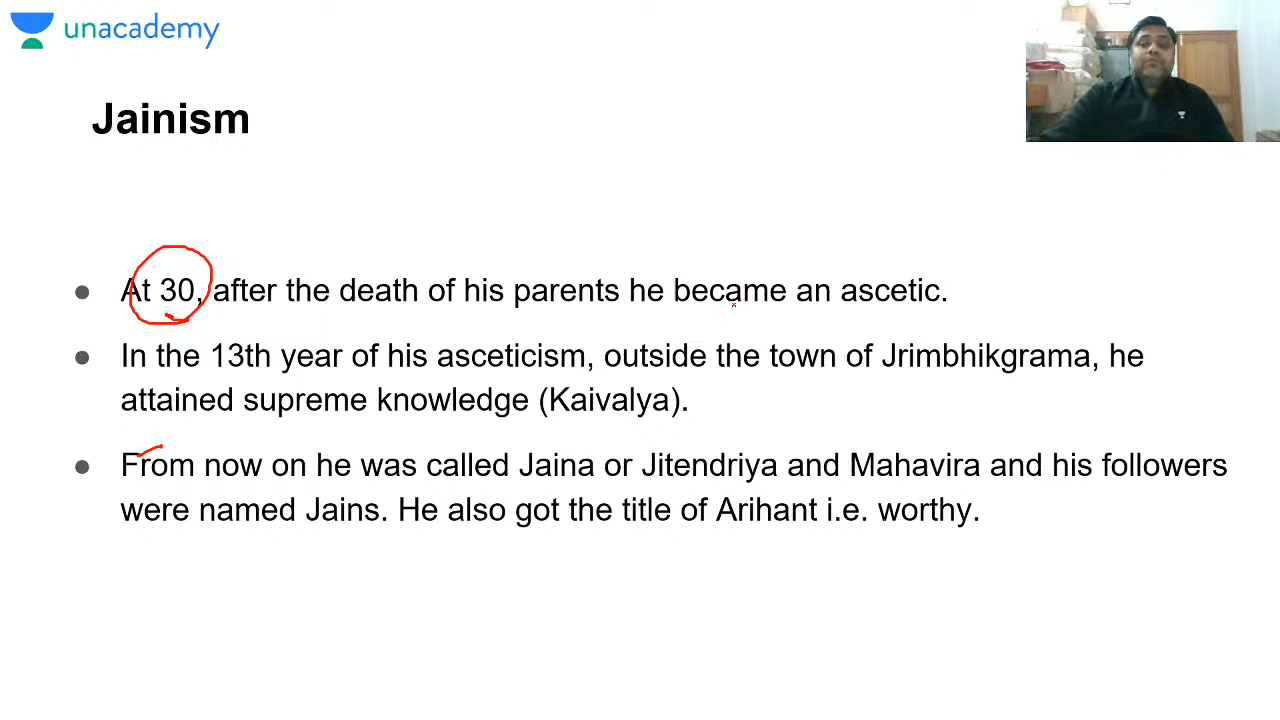 unacademy
Jainism
● At 30, after the death of his parents he became an ascetic.
● In the 13th year of his asceticism, outside the town of Jrimbhikgrama, he
attained supreme knowledge (Kaivalya).
● From now on he was called Jaina or Jitendriya and Mahavira and his followers
were named Jains. He also got the title of Arihant i.e. worthy.